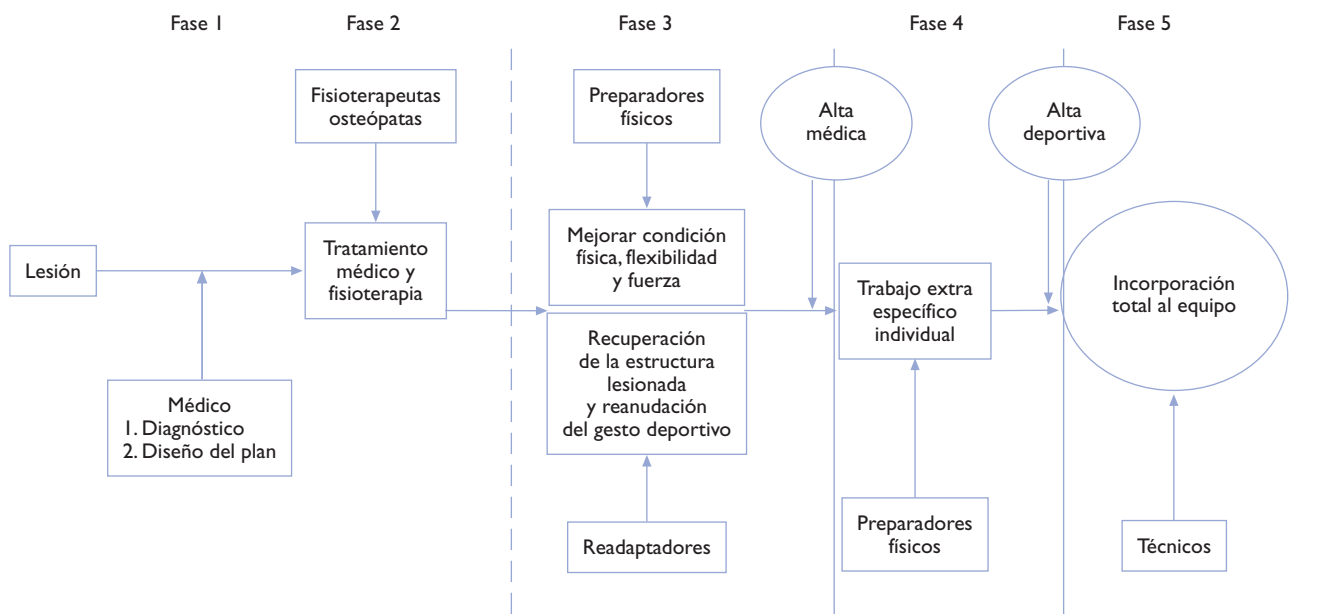 Fase 1
Fase 2
Fase 3
Fase 4
Fase 5
Fisioterapeutas
osteópatas
Preparadores
físicos
Alta
médica
Alta
deportiva
Lesión
Tratamiento
médico y
fisioterapia
Mejorar condición
física, flexibilidad
y fuerza
Recuperación
de la estructura
lesionada
y reanudación
del gesto deportivo
Trabajo extra
específico
individual
Incorporación
total al equipo
Médico
1. Diagnóstico
2. Diseño del plan
Readaptadores
Preparadores
físicos
Técnicos